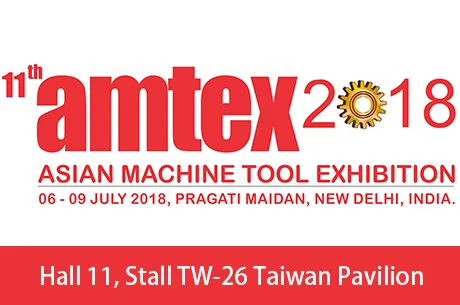 11th amtex 2018
ASIAN MACHINE TOOL EXHIBITION
06 - 09 JULY 2018, PRAGATI MAIDAN, NEW DELHI, INDIA.
Hall 11, Stall TW-26 Taiwan Pavilion